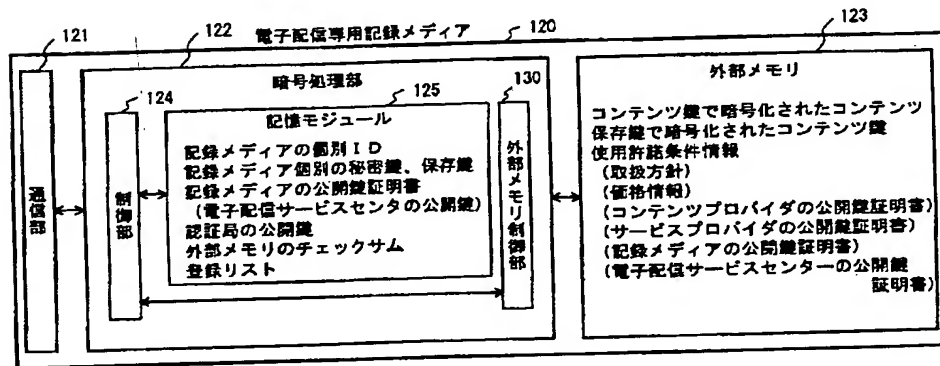 電子配信専用記録メディア
120
121
通信部
122
暗号処理部
124
制御部
125
記憶モジュール
記録メディアの個別ID
記録メディア個別の秘密鍵、保存鍵
記録メディアの公開鍵証明書
(電子配信サービスセンタの公開鍵)
認証局の公開鍵
外部メモリのチェックサム
登録リスト
130
外部メモリ制御部
123
外部メモリ
コンテンツ鍵で暗号化されたコンテンツ
保存鍵で暗号化されたコンテンツ鍵
使用許諾条件情報
(取扱方針)
(価格情報)
(コンテンツプロバイダの公開鍵証明書)
(サービスプロバイダの公開鍵証明書)
(記録メディアの公開鍵証明書)
(電子配信サービスセンターの公開鍵
証明書)